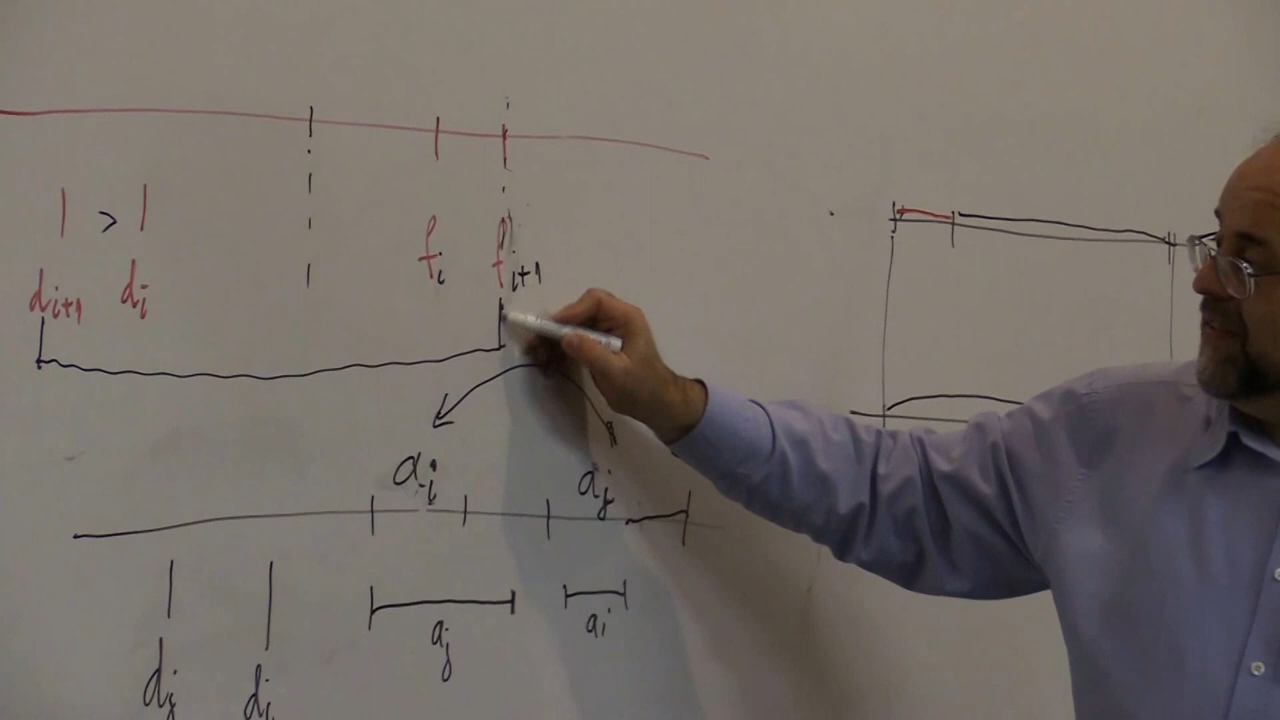 f_i f_{i+1}
d_{i+1} > d_i
a_i a_j
a_j a_i
d_j d_i